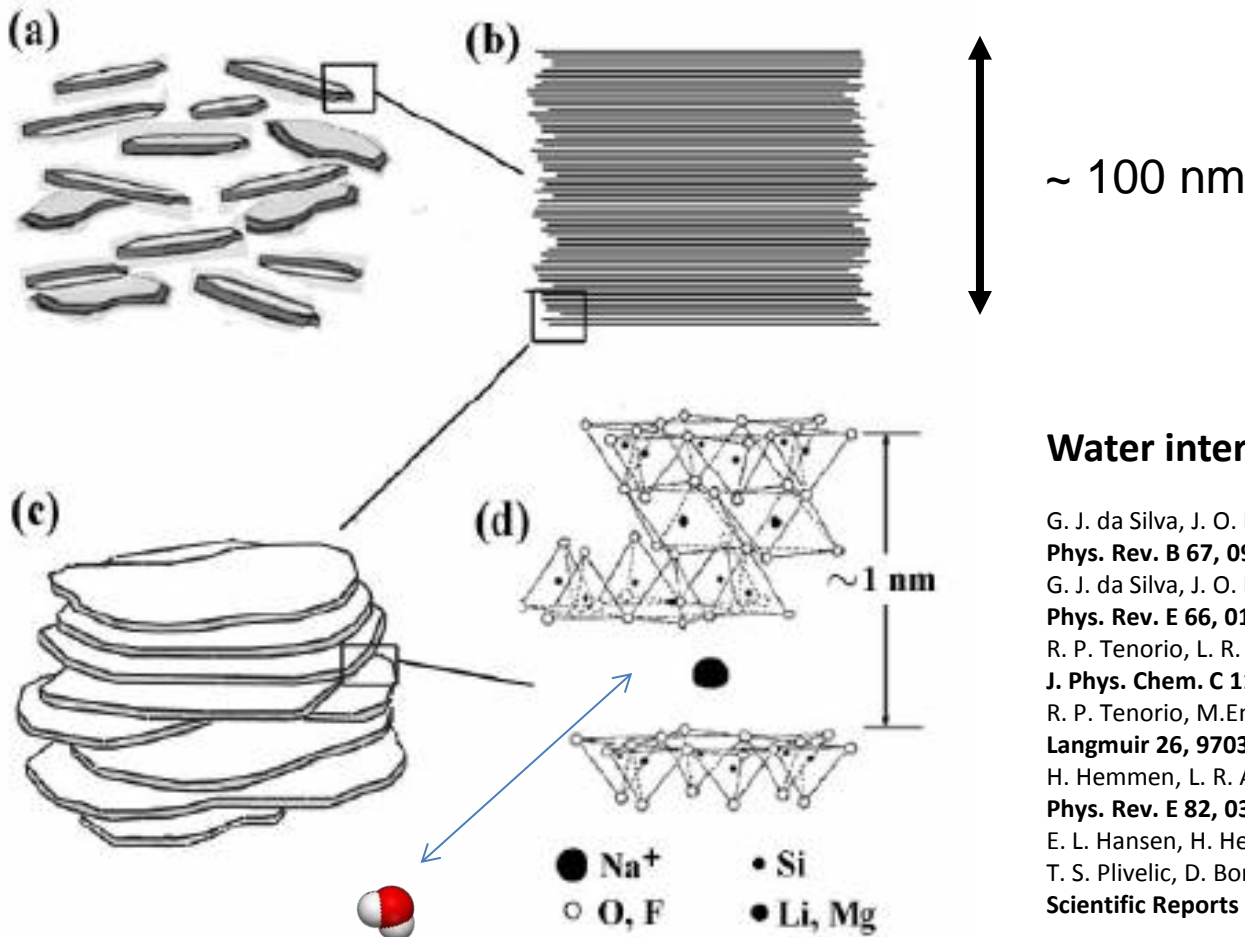 (a)
(b)
~ 100 nm
(c)
(d)
~1 nm
Na+
Si
O, F
Li, Mg
Water inter
G. J. da Silva, J. O.
Phys. Rev. B 67, 09
G. J. da Silva, J. O.
Phys. Rev. E 66, 01
R. P. Tenorio, L. R.
J. Phys. Chem. C 1
R. P. Tenorio, M.En
Langmuir 26, 9703
H. Hemmen, L. R. A
Phys. Rev. E 82, 03
E. L. Hansen, H. He
T. S. Plivelic, D. Bon
Scientific Reports